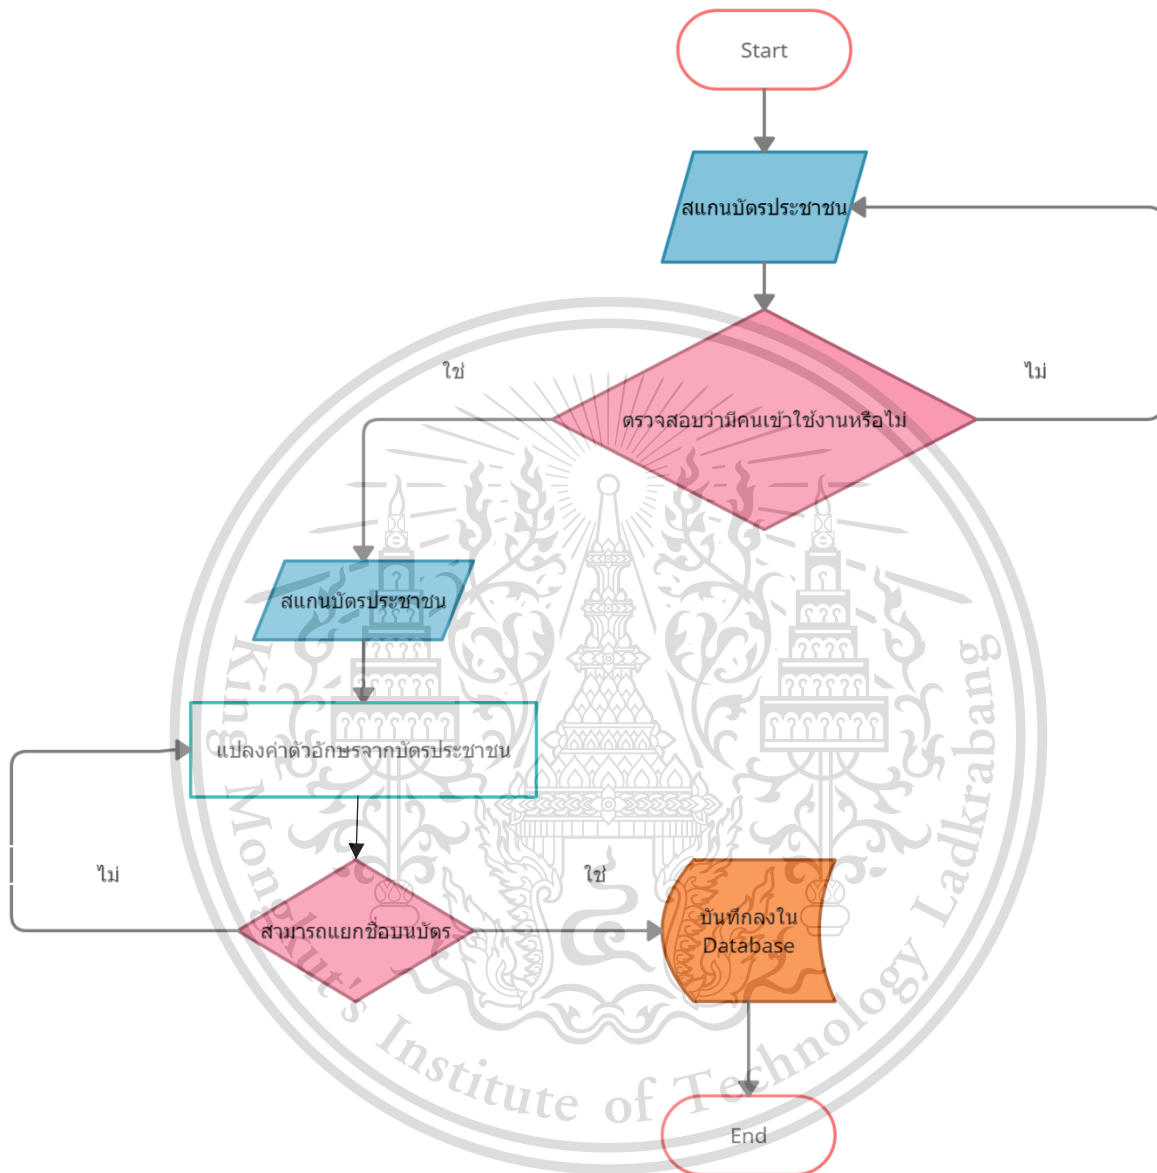 Start
สแกนบัตรประชาชน
ใช่
ไม่
ตรวจสอบว่ามีคนเข้าใช้งานหรือไม่
สแกนบัตรประชาชน
แปลงค่าตัวอักษรจากบัตรประชาชน
ไม่
ใช่
สามารถแยกชื่อบนบัตร
บันทึกลงใน
Database
End
King Mongkut's Institute of Technology Ladkrabang